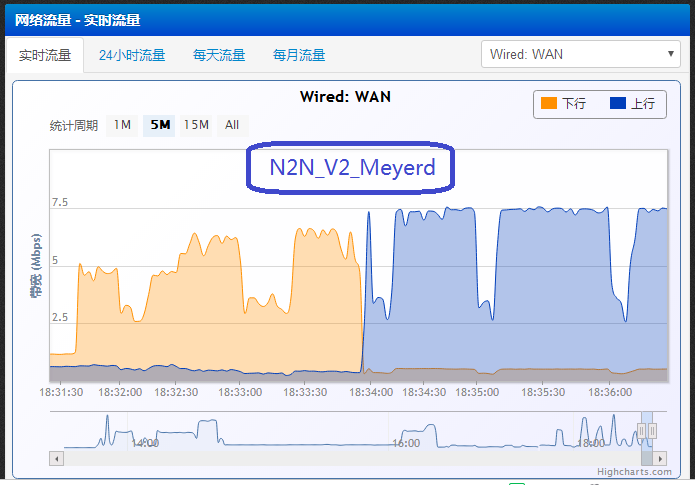 网络流量 - 实时流量
实时流量 24小时流量 每天流量 每月流量 Wired: WAN
Wired: WAN
下行 上行
统计周期 1M 5M 15M All
N2N_V2_Meyerd
7.5
5
2.5
(Mbps)
18:31:30 18:32:00 18:32:30 18:33:00 18:33:30 18:34:00 18:34:30 18:35:00 18:35:30 18:36:00
14:00 16:00 18:00
Highcharts.com